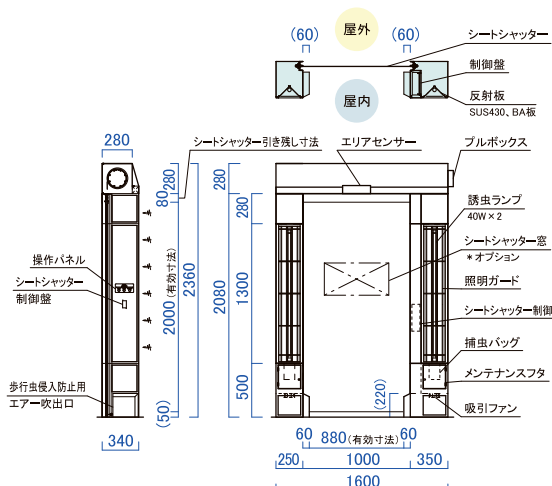 (60)
屋外
(60)
シートシャッター
制御盤
屋内
反射板
SUS430、BA板
280
シートシャッター引き残し寸法
エリアセンサー
プルボックス
280
80
2000(有効寸法)
(50)
2360
280
2080
280
1300
500
誘虫ランプ
40W×2
シートシャッター窓
*オプション
照明ガード
シートシャッター制御
捕虫バッグ
メンテナンスフタ
吸引ファン
操作パネル
シートシャッター
制御盤
歩行虫侵入防止用
エアー吹出口
340
(220)
60
880(有効寸法)
60
250
1000
350
1600